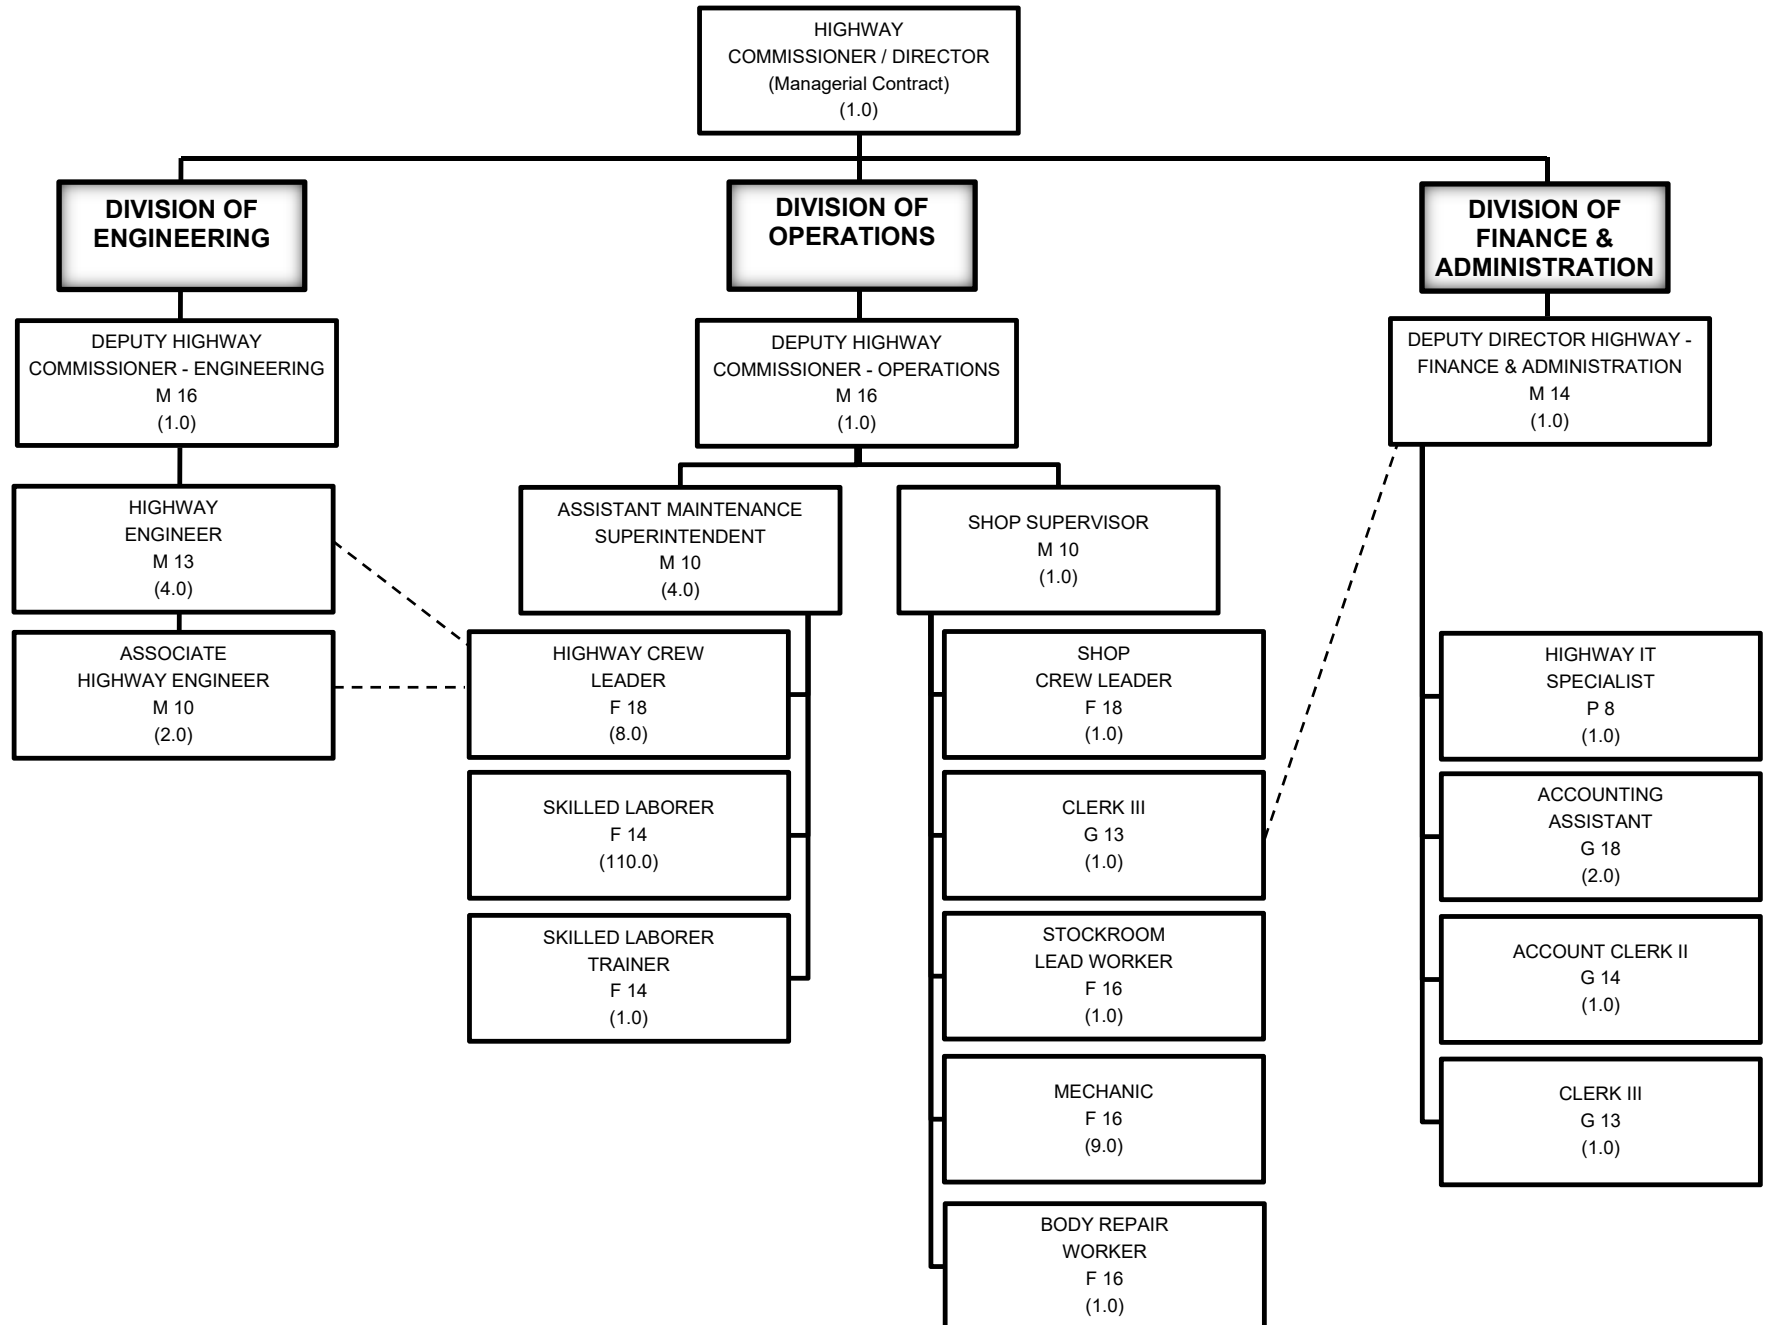 HIGHWAY
COMMISSIONER / DIRECTOR
(Managerial Contract)
(1.0)
DIVISION OF
ENGINEERING
DEPUTY HIGHWAY
COMMISSIONER - ENGINEERING
M 16
(1.0)
HIGHWAY
ENGINEER
M 13
(4.0)
ASSOCIATE
HIGHWAY ENGINEER
M 10
(2.0)
DIVISION OF
OPERATIONS
DEPUTY HIGHWAY
COMMISSIONER - OPERATIONS
M 16
(1.0)
ASSISTANT MAINTENANCE
SUPERINTENDENT
M 10
(4.0)
HIGHWAY CREW
LEADER
F 18
(8.0)
SKILLED LABORER
F 14
(110.0)
SKILLED LABORER
TRAINER
F 14
(1.0)
SHOP SUPERVISOR
M 10
(1.0)
SHOP
CREW LEADER
F 18
(1.0)
CLERK III
G 13
(1.0)
STOCKROOM
LEAD WORKER
F 16
(1.0)
MECHANIC
F 16
(9.0)
BODY REPAIR
WORKER
F 16
(1.0)
DIVISION OF
FINANCE &
ADMINISTRATION
DEPUTY DIRECTOR HIGHWAY -
FINANCE & ADMINISTRATION
M 14
(1.0)
HIGHWAY IT
SPECIALIST
P 8
(1.0)
ACCOUNTING
ASSISTANT
G 18
(2.0)
ACCOUNT CLERK II
G 14
(1.0)
CLERK III
G 13
(1.0)